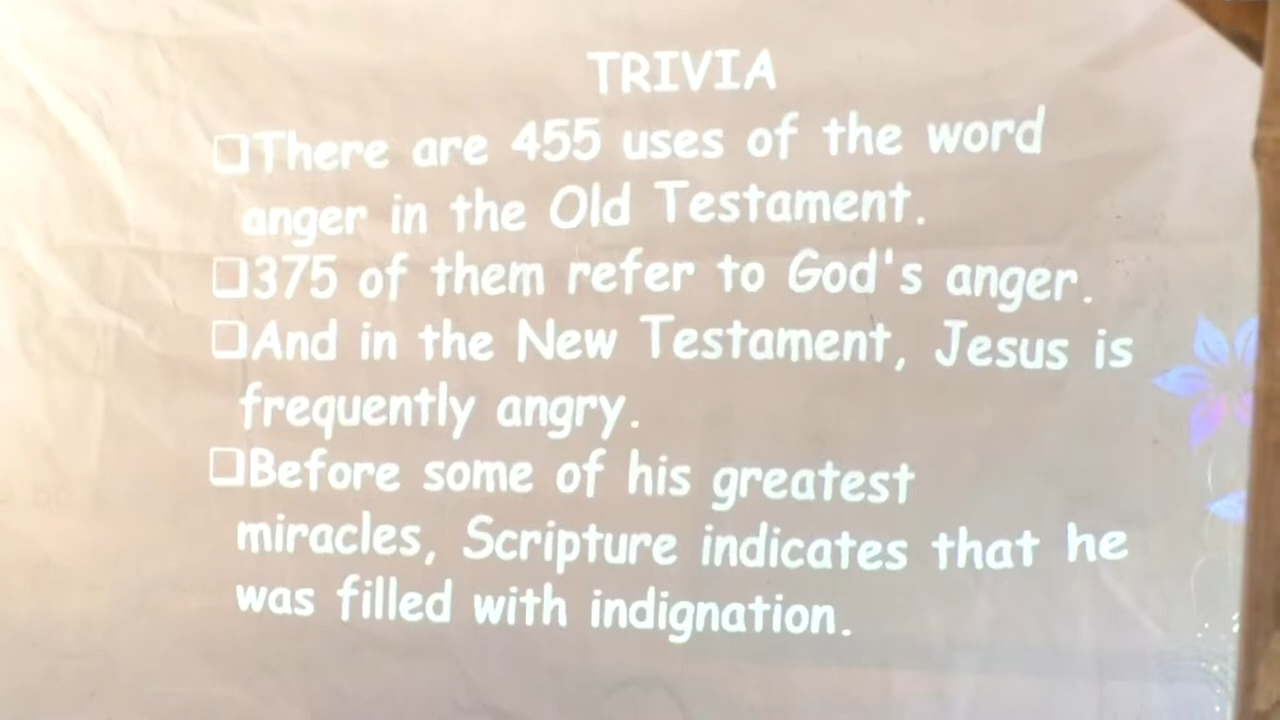 TRIVIA
❑There are 455 uses of the word
anger in the Old Testament.
❑375 of them refer to God's anger.
❑And in the New Testament, Jesus is
frequently angry.
❑Before some of his greatest
miracles, Scripture indicates that he
was filled with indignation.